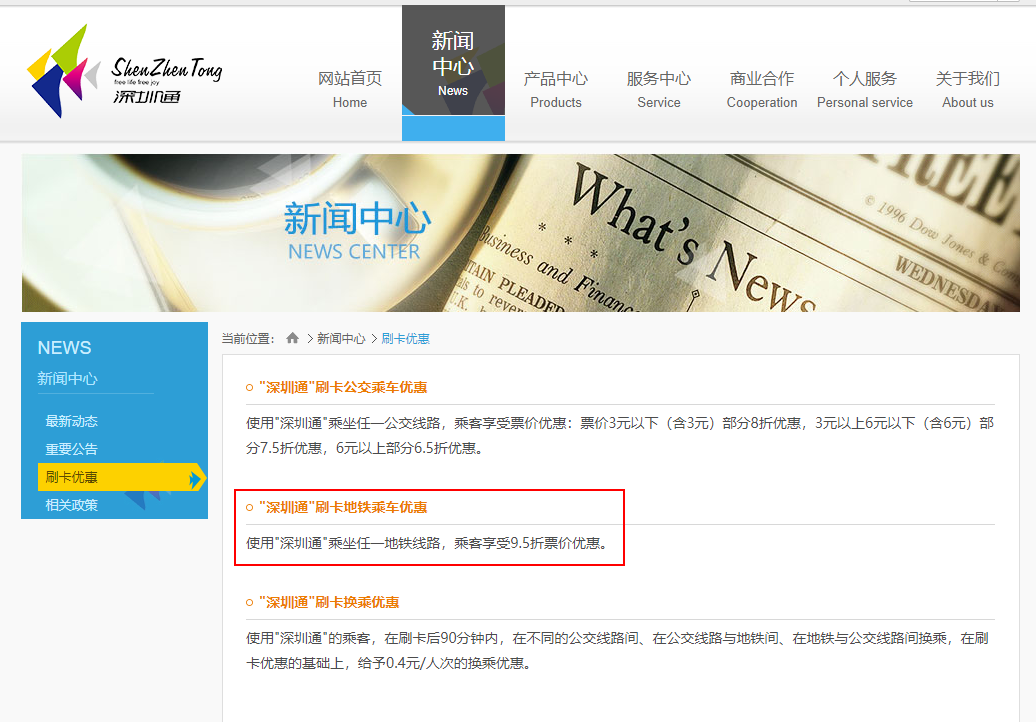 ShenZhenTong
free life free joy
深圳通
网站首页
Home
新闻
中心
News
产品中心
Products
服务中心
Service
商业合作
Cooperation
个人服务
Personal service
关于我们
About us
新闻中心
NEWS CENTER
What's News
* * *
Business and Finance
© 1996 Dow Jones & Com
WEDNESDAY
NEWS
新闻中心
最新动态
重要公告
刷卡优惠
相关政策
当前位置： > 新闻中心 > 刷卡优惠
"深圳通"刷卡公交乘车优惠
使用"深圳通"乘坐任一公交线路，乘客享受票价优惠：票价3元以下（含3元）部分8折优惠，3元以上6元以下（含6元）部
分7.5折优惠，6元以上部分6.5折优惠。
"深圳通"刷卡地铁乘车优惠
使用"深圳通"乘坐任一地铁线路，乘客享受9.5折票价优惠。
"深圳通"刷卡换乘优惠
使用"深圳通"的乘客，在刷卡后90分钟内，在不同的公交线路间、在公交线路与地铁间、在地铁与公交线路间换乘，在刷
卡优惠的基础上，给予0.4元/人次的换乘优惠。